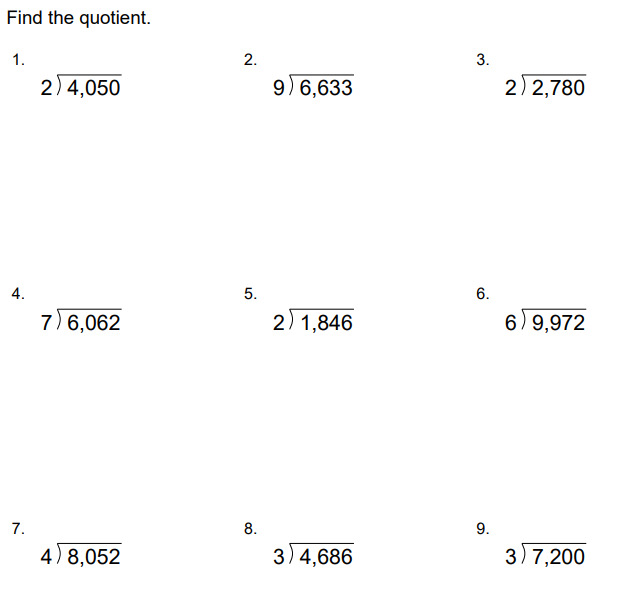 Find the quotient.
1. 2. 3.
2)4,050 9)6,633 2)2,780
4. 5. 6.
7)6,062 2)1,846 6)9,972
7. 8. 9.
4)8,052 3)4,686 3)7,200